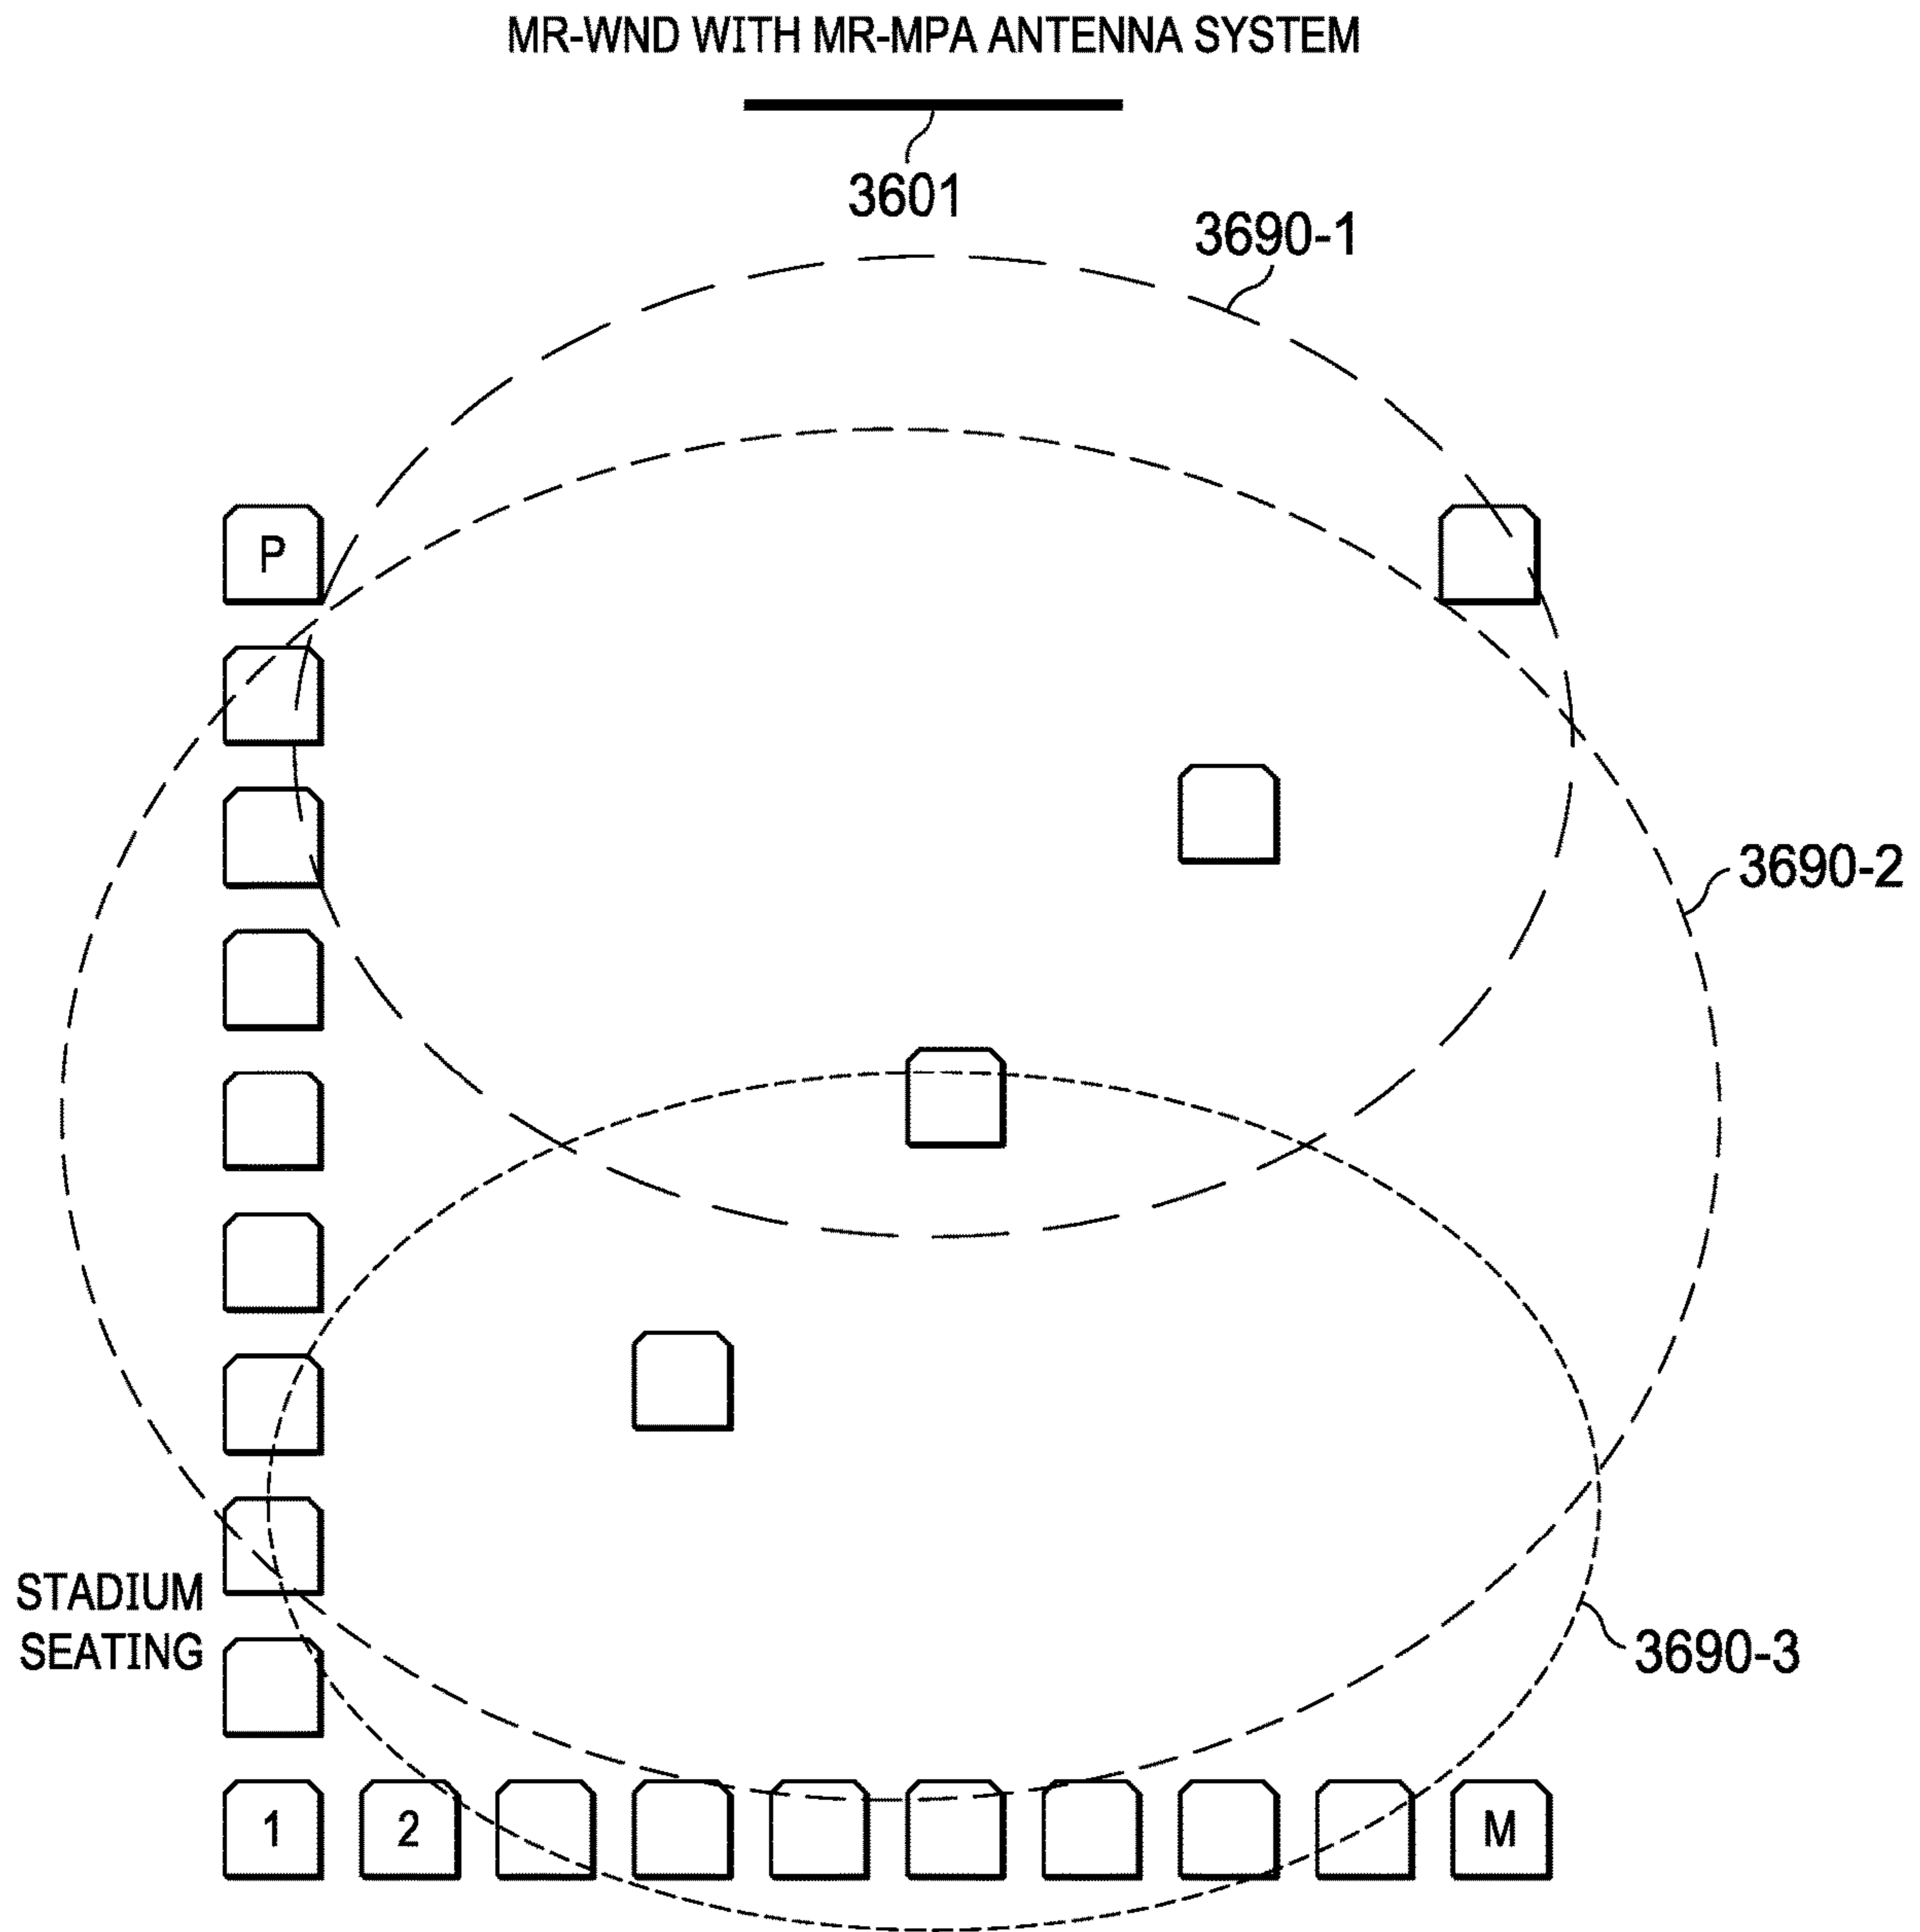 MR-WND WITH MR-MPA ANTENNA SYSTEM
3601
3690-1
P
3690-2
STADIUM
SEATING
3690-3
1
2
M